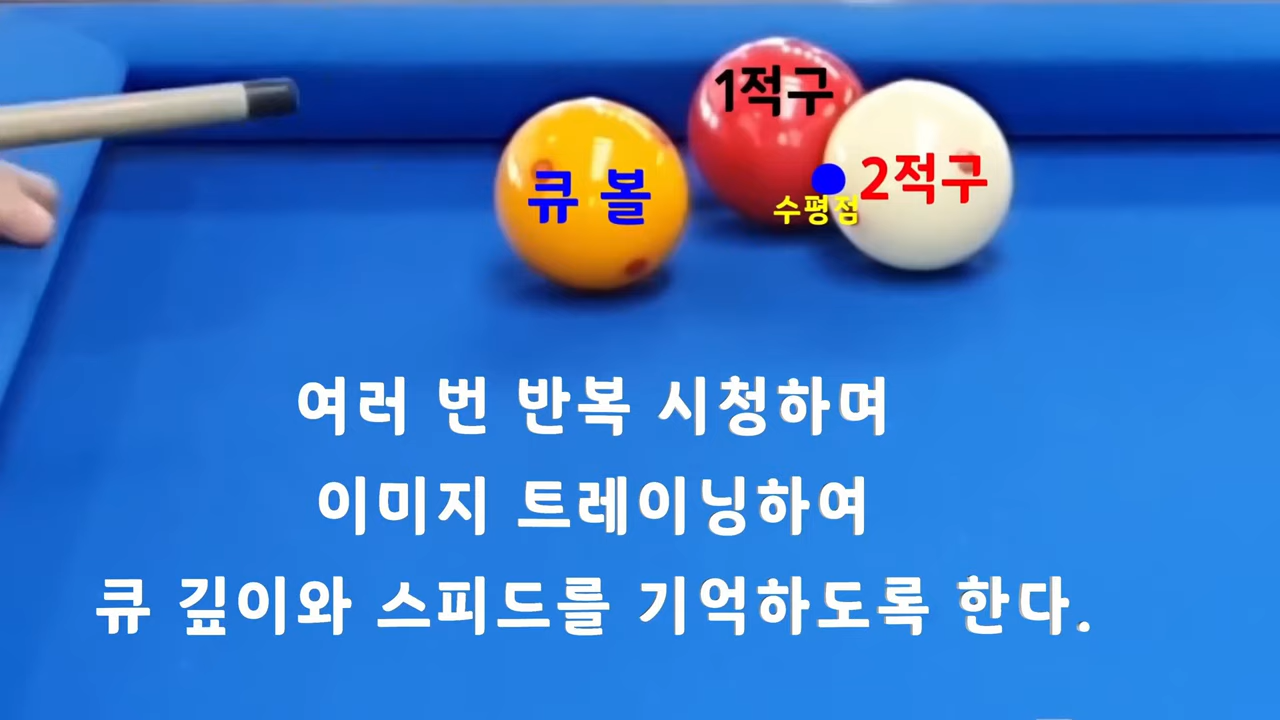 1적구
큐 볼
2적구
수평점
여러 번 반복 시청하며
이미지 트레이닝하여
큐 깊이와 스피드를 기억하도록 한다.